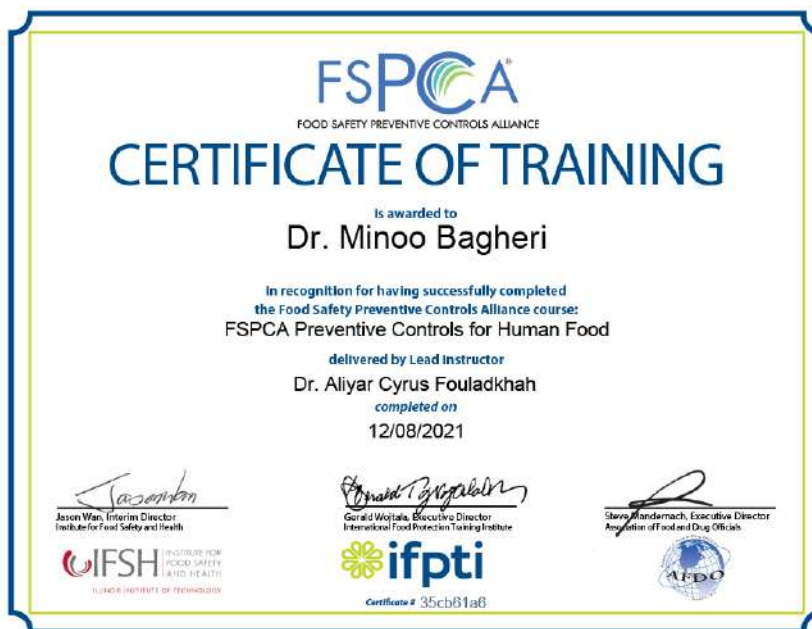 FSPCA®
FOOD SAFETY PREVENTIVE CONTROLS ALLIANCE
CERTIFICATE OF TRAINING
is awarded to
Dr. Minoo Bagheri
in recognition for having successfully completed
the Food Safety Preventive Controls Alliance course:
FSPCA Preventive Controls for Human Food
delivered by Lead Instructor
Dr. Aliyar Cyrus Fouladkhah
completed on
12/08/2021
Jason Wan, Interim Director
Institute for Food Safety and Health
Gerald Wojtala, Executive Director
International Food Protection Training Institute
Steve Mandernach, Executive Director
Association of Food and Drug Officials
IFSH
INSTITUTE FOR
FOOD SAFETY
AND HEALTH
ILLINOIS INSTITUTE OF TECHNOLOGY
ifpti
AFDO
Certificate # 35cb61a6